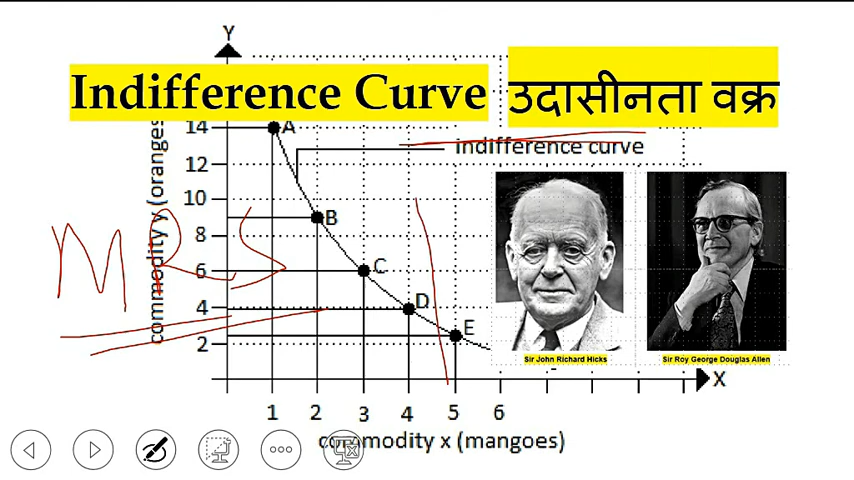 Y
Indifference Curve
उदासीनता वक्र
commodity y (oranges
14
12
10
8
6
4
2
A
B
C
D
E
indifference curve
MRS
Sir John Richard Hicks
Sir Roy George Douglas Allen
X
1 2 3 4 5 6
commodity x (mangoes)